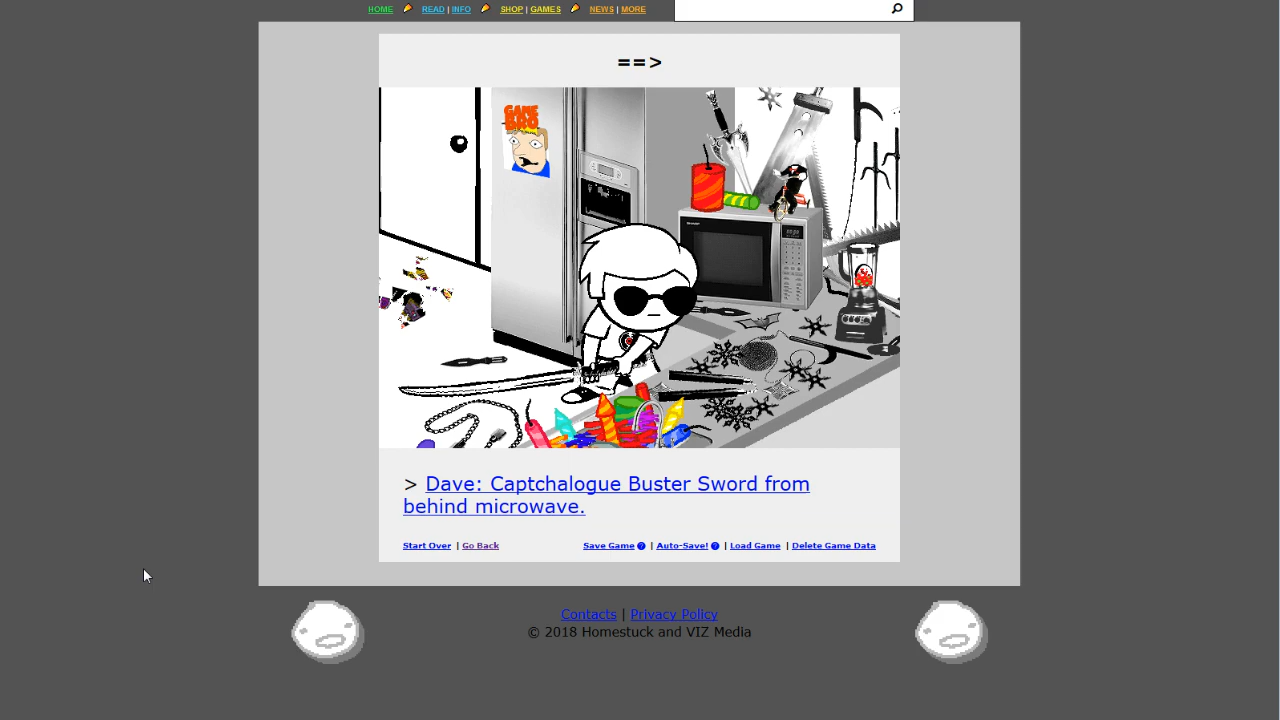 HOME READ | INFO SHOP | GAMES NEWS | MORE
==>
GAME
BRO
> Dave: Captchalogue Buster Sword from
behind microwave.
Start Over | Go Back Save Game ? | Auto-Save! ? | Load Game | Delete Game Data
Contacts | Privacy Policy
© 2018 Homestuck and VIZ Media